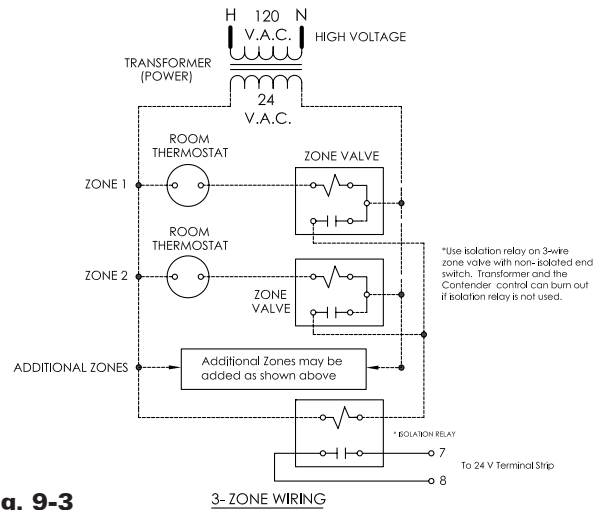 H 120 N
V.A.C.
HIGH VOLTAGE
TRANSFORMER
(POWER)
24
V.A.C.
ROOM
THERMOSTAT
ZONE VALVE
ZONE 1
ROOM
THERMOSTAT
*Use isolation relay on 3-wire
zone valve with non-isolated end
switch. Transformer and the
Contender control can burn out
if isolation relay is not used.
ZONE 2
ZONE
VALVE
ADDITIONAL ZONES
Additional Zones may be
added as shown above
* ISOLATION RELAY
7
To 24 V Terminal Strip
8
g. 9-3
3- ZONE WIRING